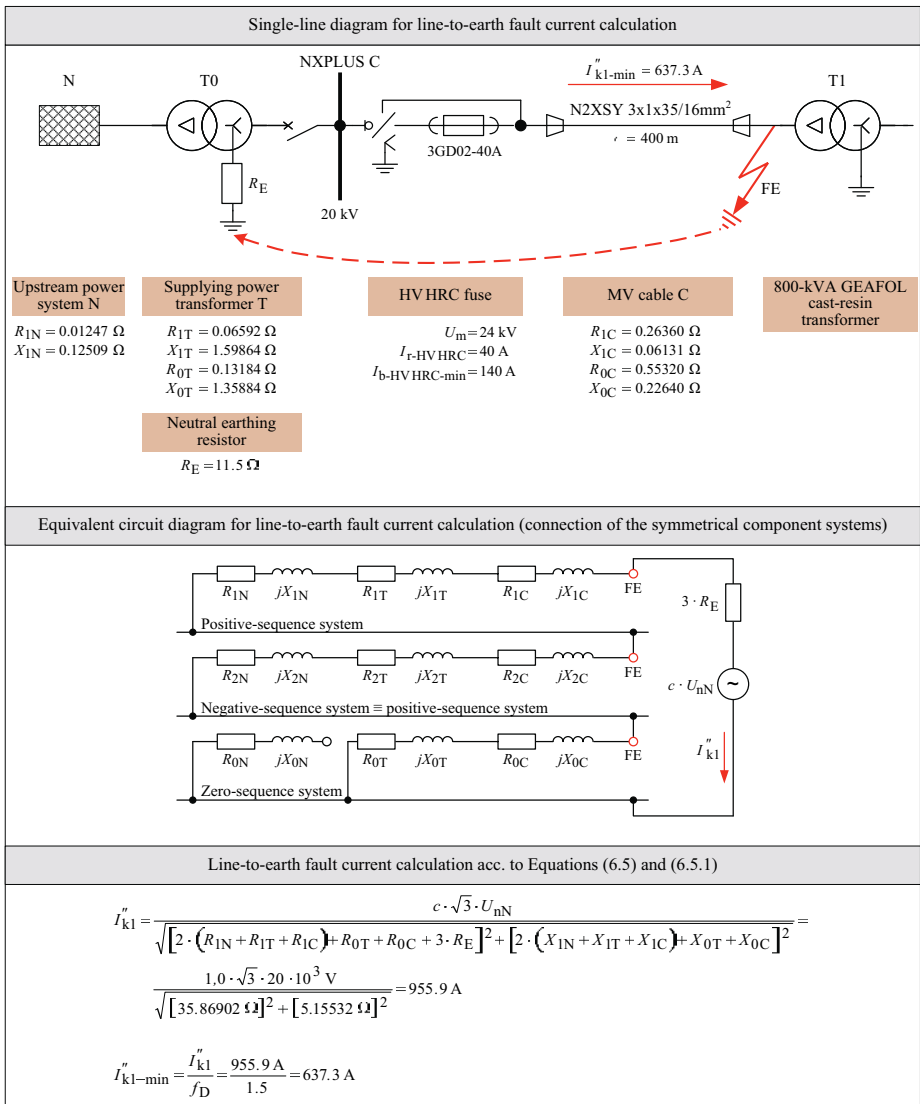 Single-line diagram for line-to-earth fault current calculation
NXPLUS C
N
T0
I″k1-min = 637.3 A
T1
N2XSY 3x1x35/16mm²
ℓ = 400 m
3GD02-40A
RE
FE
20 kV
Upstream power system N
R1N = 0.01247 Ω
X1N = 0.12509 Ω
Supplying power transformer T
R1T = 0.06592 Ω
X1T = 1.59864 Ω
R0T = 0.13184 Ω
X0T = 1.35884 Ω
Neutral earthing resistor
RE = 11.5 Ω
HV HRC fuse
Um = 24 kV
Ir-HV HRC = 40 A
Ib-HV HRC-min = 140 A
MV cable C
R1C = 0.26360 Ω
X1C = 0.06131 Ω
R0C = 0.55320 Ω
X0C = 0.22640 Ω
800-kVA GEAFOL cast-resin transformer
Equivalent circuit diagram for line-to-earth fault current calculation (connection of the symmetrical component systems)
R1N jX1N R1T jX1T R1C jX1C FE
3 · RE
Positive-sequence system
R2N jX2N R2T jX2T R2C jX2C FE
c · UnN
~
Negative-sequence system ≡ positive-sequence system
R0N jX0N R0T jX0T R0C jX0C FE
I″k1
Zero-sequence system
Line-to-earth fault current calculation acc. to Equations (6.5) and (6.5.1)
I″k1 = c · √3 · UnN / √([2 · (R1N + R1T + R1C) + R0T + R0C + 3 · RE]² + [2 · (X1N + X1T + X1C) + X0T + X0C]²) =
1,0 · √3 · 20 · 10³ V / √([35.86902 Ω]² + [5.15532 Ω]²) = 955.9 A
I″k1–min = I″k1 / fD = 955.9 A / 1.5 = 637.3 A